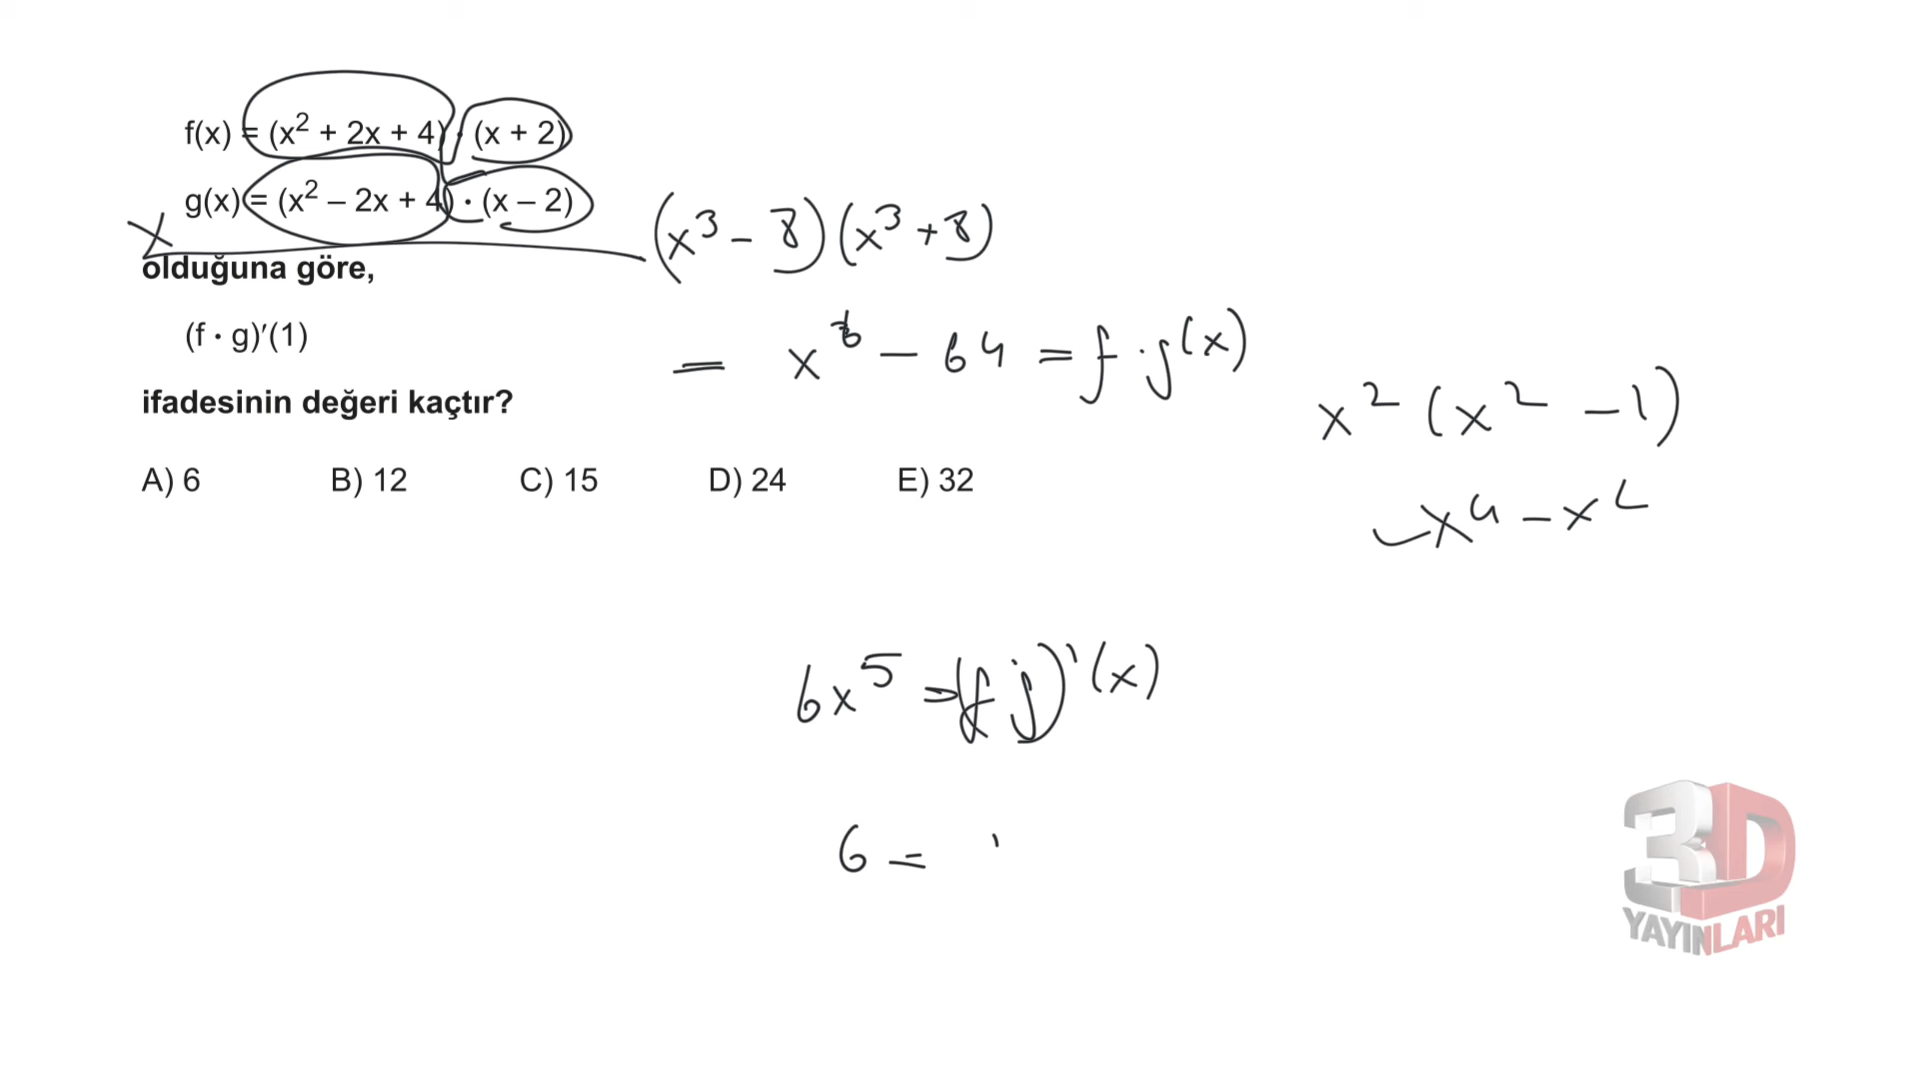 f(x) = (x² + 2x + 4) · (x + 2)
g(x) = (x² – 2x + 4) · (x – 2)
x
(x³ – 8)(x³ + 8)
olduğuna göre,
(f · g)′(1)
= x⁶ – 64 = f · g(x)
ifadesinin değeri kaçtır?
x² (x² – 1)
A) 6 B) 12 C) 15 D) 24 E) 32
x⁴ – x²
6x⁵ = (f g)'(x)
6 =
3D
YAYINLARI